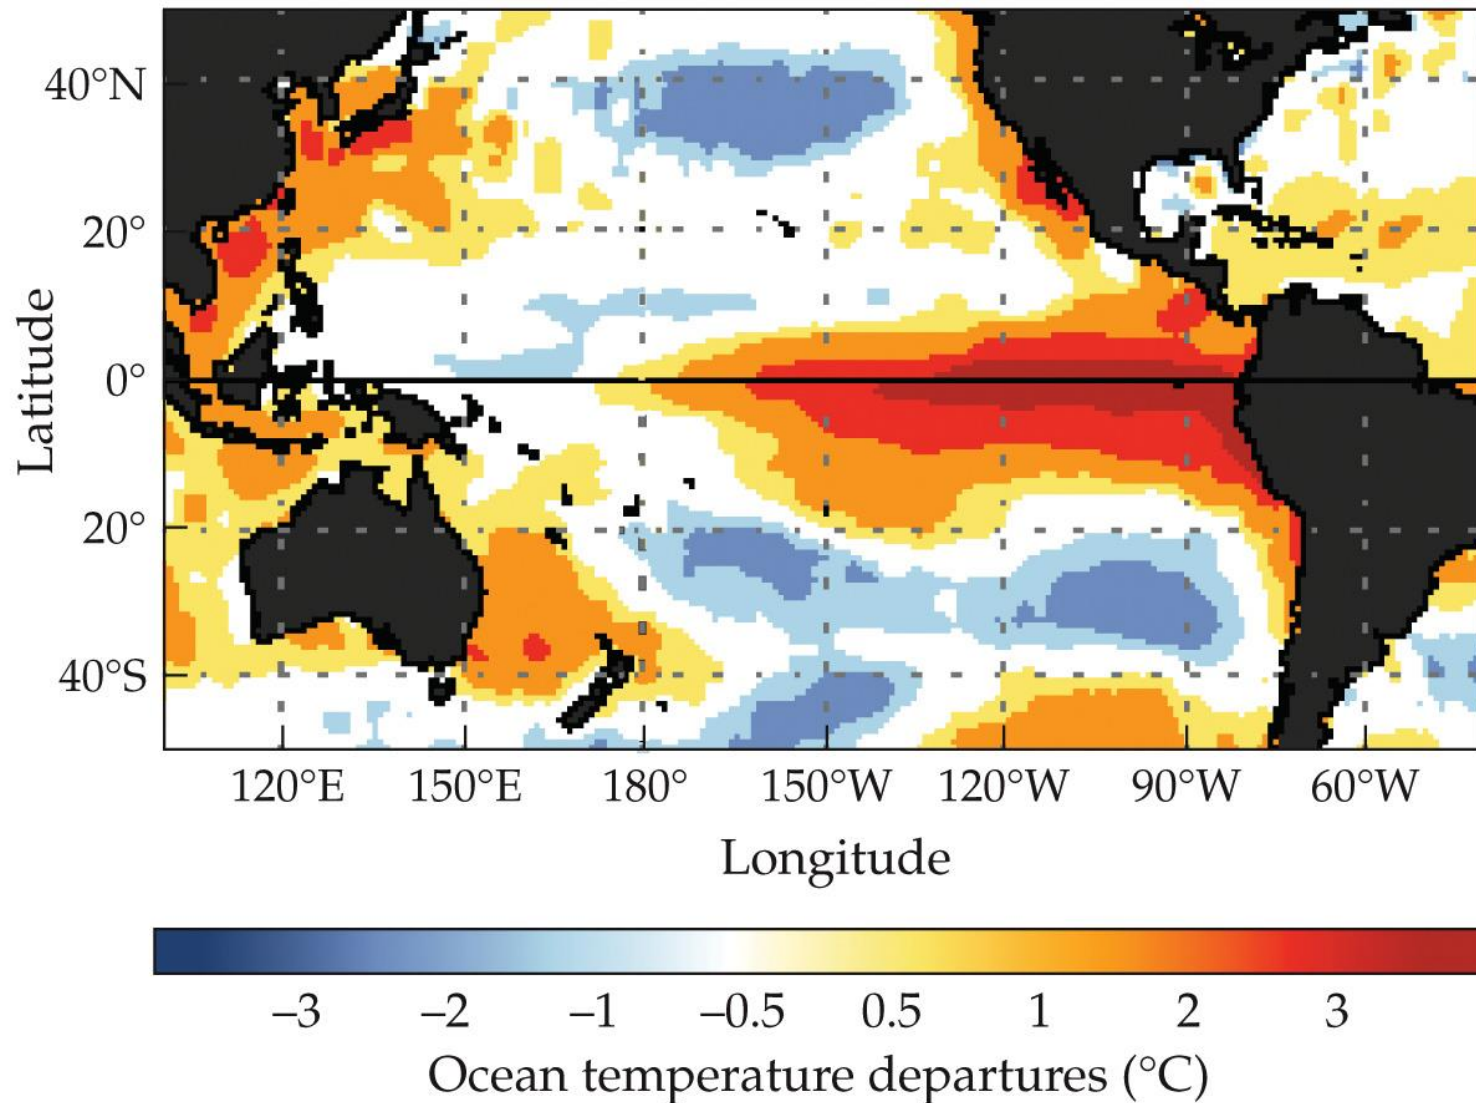 Latitude
40°N
20°
0°
20°
40°S
120°E 150°E 180° 150°W 120°W 90°W 60°W
Longitude
–3 –2 –1 –0.5 0.5 1 2 3
Ocean temperature departures (°C)